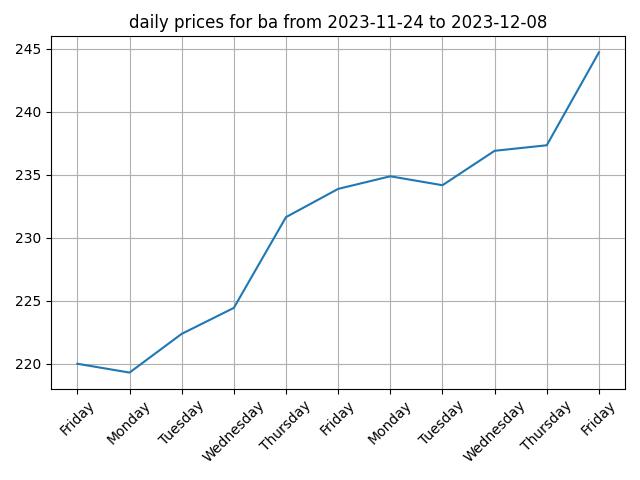 daily prices for ba from 2023-11-24 to 2023-12-08
245
240
235
230
225
220
Friday
Monday
Tuesday
Wednesday
Thursday
Friday
Monday
Tuesday
Wednesday
Thursday
Friday